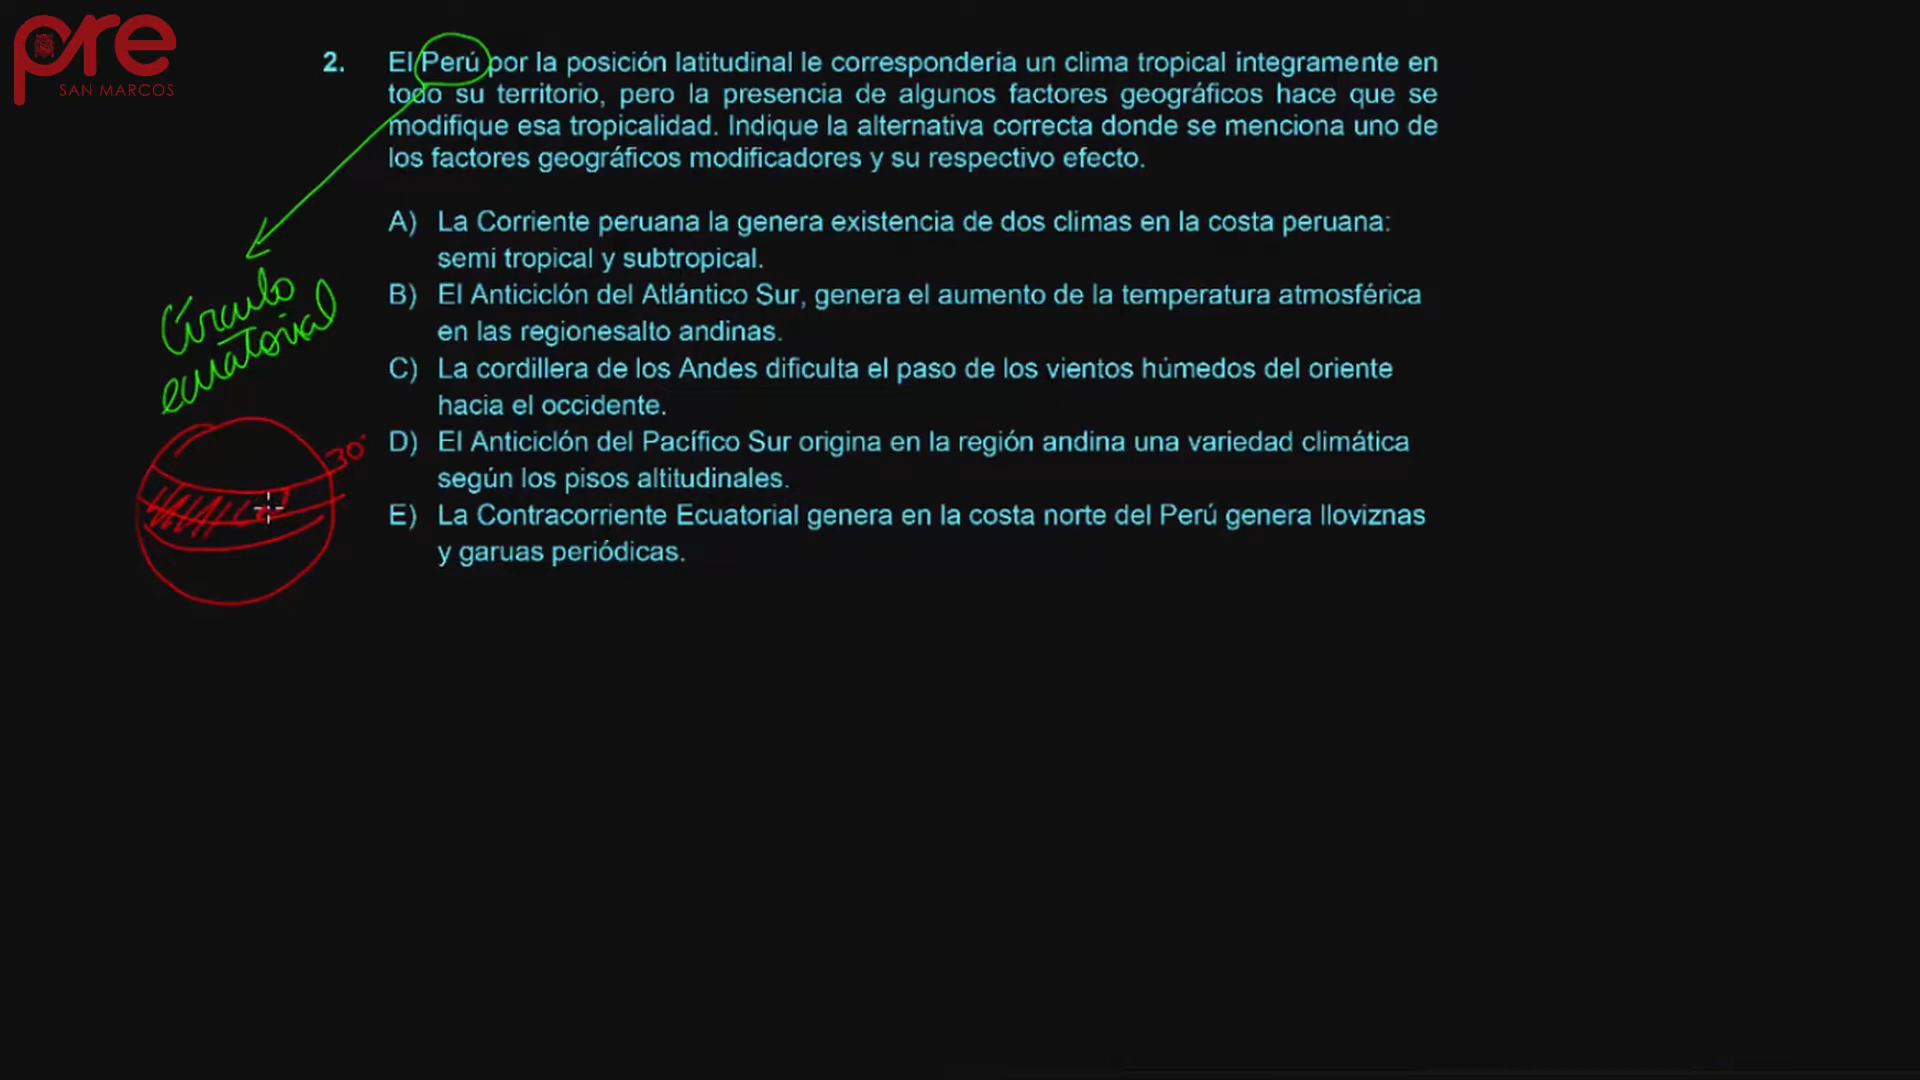 pre
SAN MARCOS
2. El Perú por la posición latitudinal le correspondería un clima tropical integramente en
todo su territorio, pero la presencia de algunos factores geográficos hace que se
modifique esa tropicalidad. Indique la alternativa correcta donde se menciona uno de
los factores geográficos modificadores y su respectivo efecto.
A) La Corriente peruana la genera existencia de dos climas en la costa peruana:
semi tropical y subtropical.
B) El Anticiclón del Atlántico Sur, genera el aumento de la temperatura atmosférica
en las regionesalto andinas.
C) La cordillera de los Andes dificulta el paso de los vientos húmedos del oriente
hacia el occidente.
D) El Anticiclón del Pacífico Sur origina en la región andina una variedad climática
según los pisos altitudinales.
E) La Contracorriente Ecuatorial genera en la costa norte del Perú genera lloviznas
y garuas periódicas.
Círculo
ecuatorial
30°